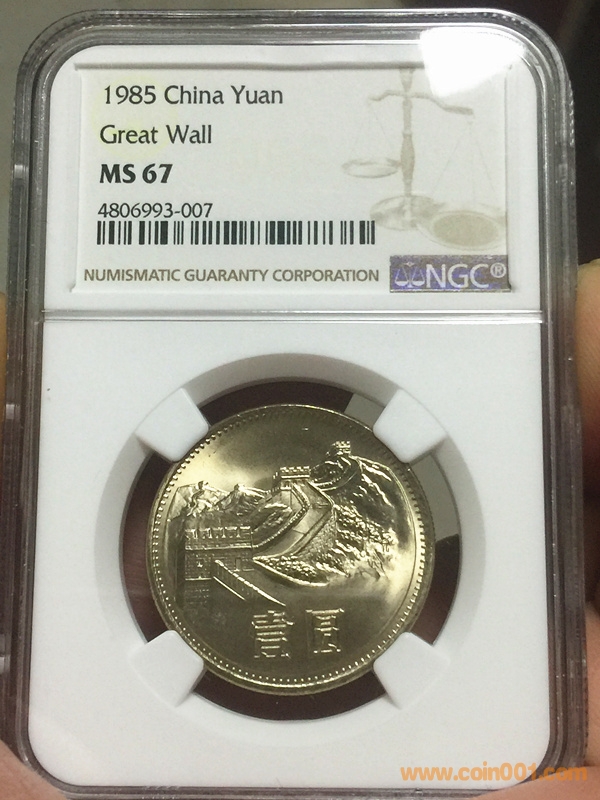 1985 China Yuan
Great Wall
MS 67
4806993-007
NUMISMATIC GUARANTY CORPORATION NGC®
壹圆
www.coin001.com